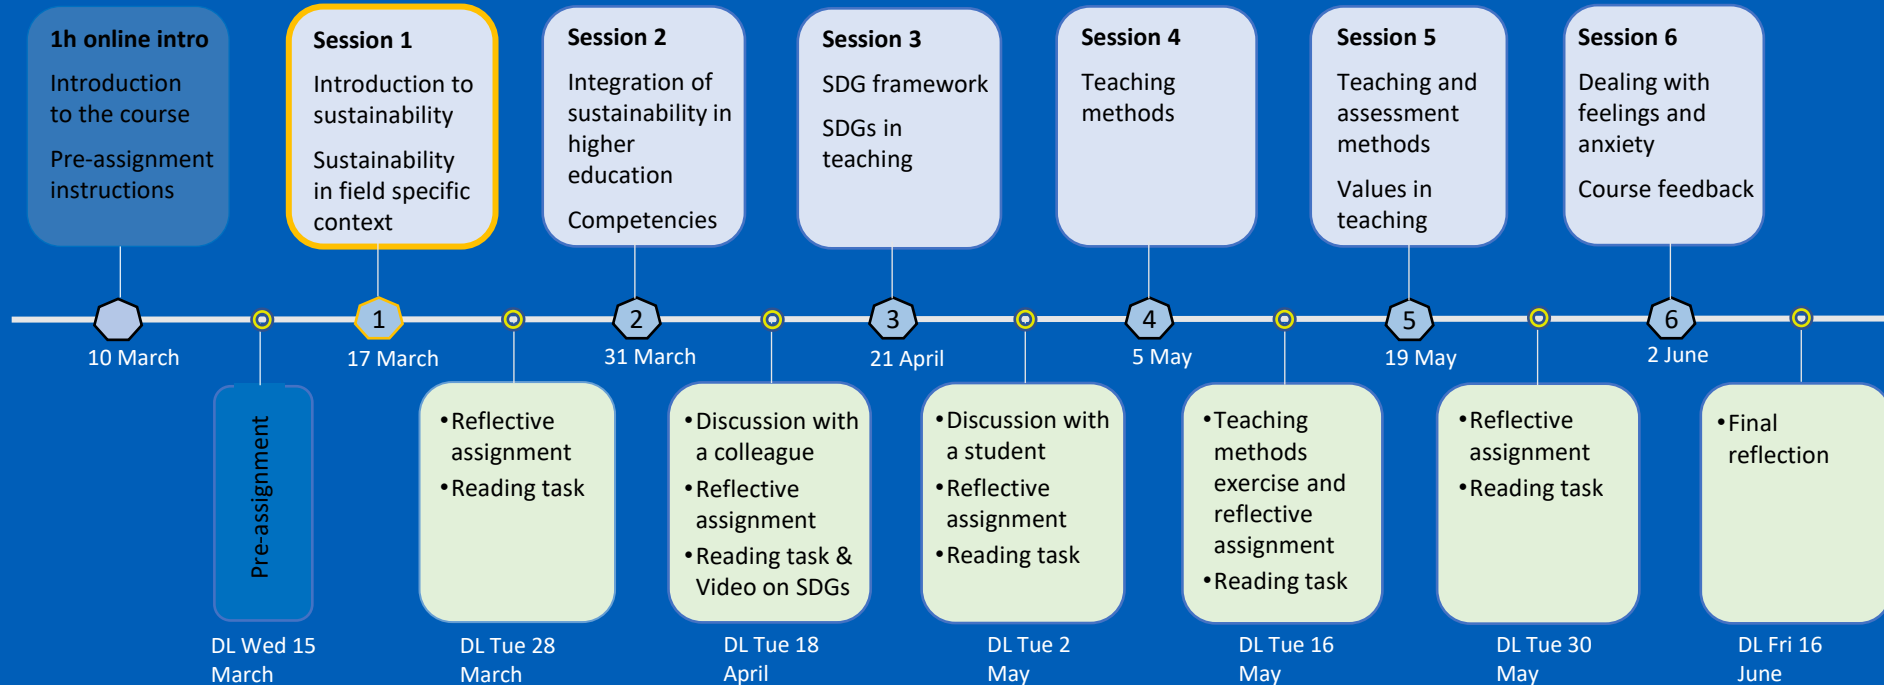 1h online intro
Introduction
to the course
Pre-assignment
instructions
Session 1
Introduction to
sustainability
Sustainability
in field specific
context
Session 2
Integration of
sustainability in
higher
education
Competencies
Session 3
SDG framework
SDGs in
teaching
Session 4
Teaching
methods
Session 5
Teaching and
assessment
methods
Values in
teaching
Session 6
Dealing with
feelings and
anxiety
Course feedback
1
2
3
4
5
6
10 March
17 March
31 March
21 April
5 May
19 May
2 June
Pre-assignment
•Reflective
assignment
•Reading task
•Discussion with
a colleague
•Reflective
assignment
•Reading task &
Video on SDGs
•Discussion with
a student
•Reflective
assignment
•Reading task
•Teaching
methods
exercise and
reflective
assignment
•Reading task
•Reflective
assignment
•Reading task
•Final
reflection
DL Wed 15
March
DL Tue 28
March
DL Tue 18
April
DL Tue 2
May
DL Tue 16
May
DL Tue 30
May
DL Fri 16
June